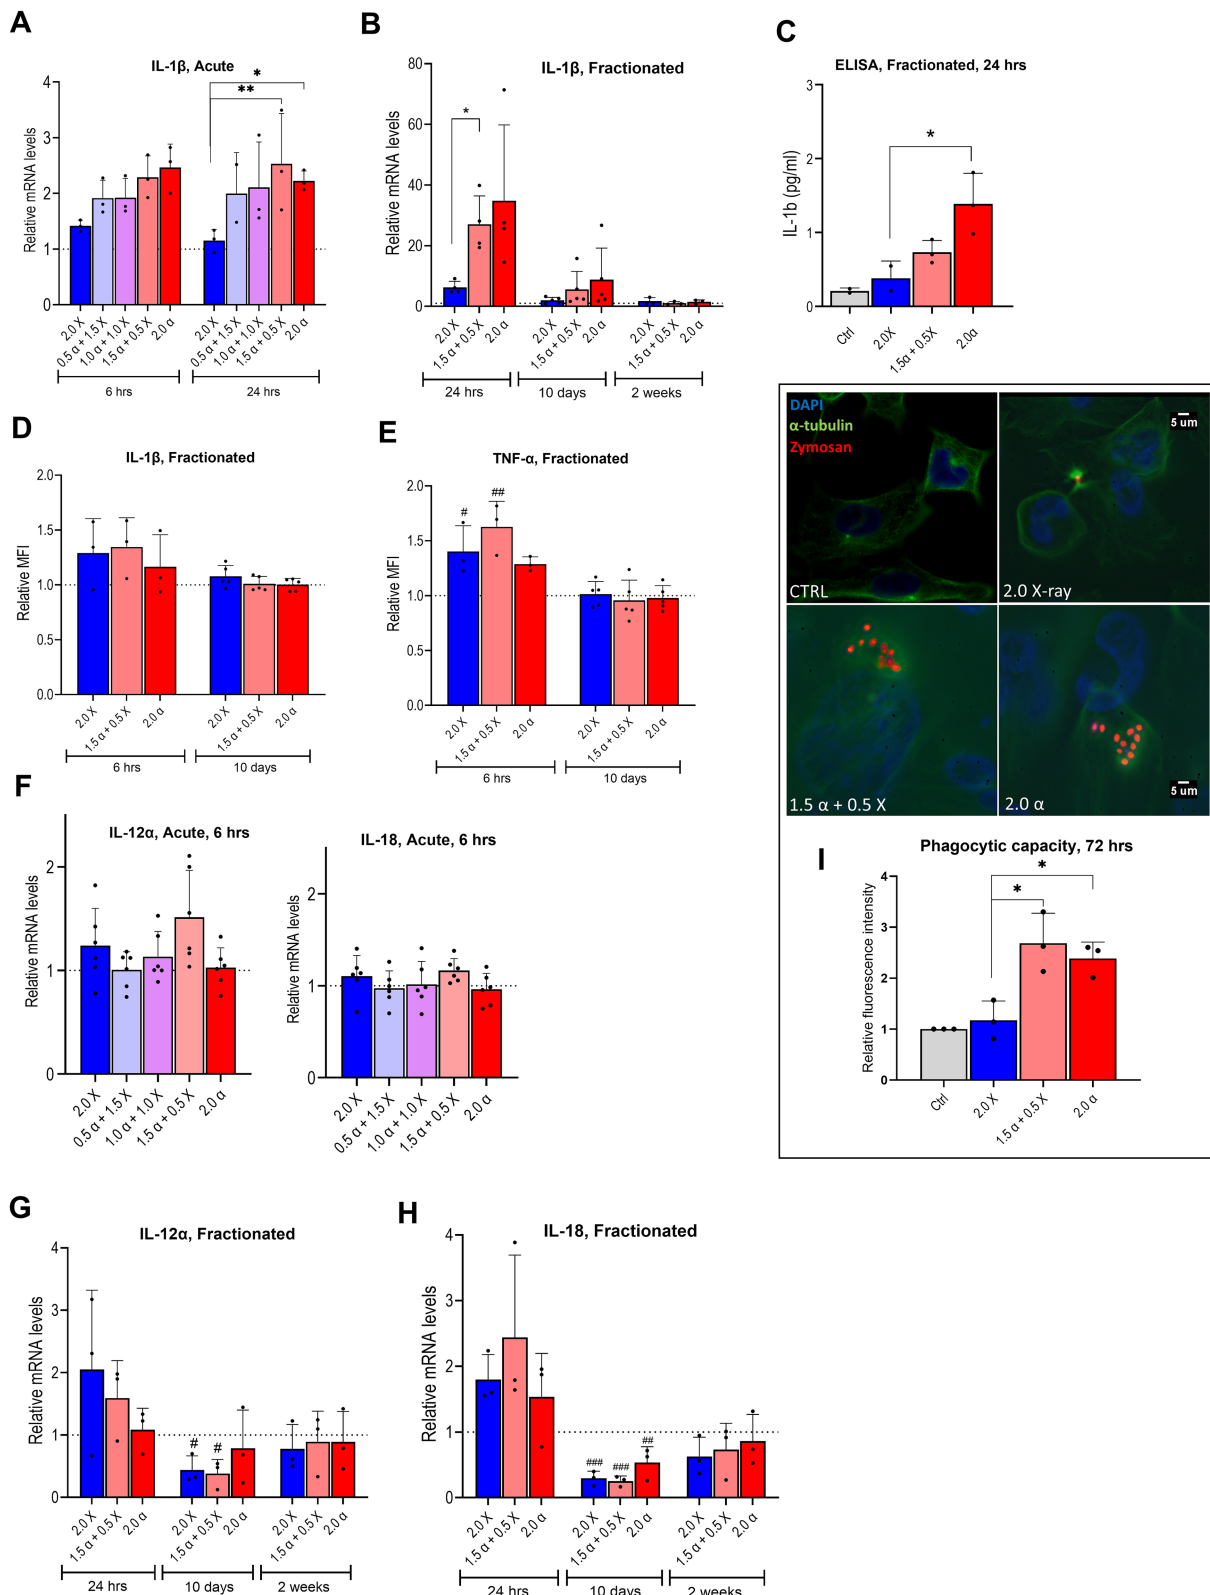 A
IL-1β, Acute
Relative mRNA levels
4
3
2
1
0
*
**
2.0 X
0.5 α + 1.5 X
1.0 α + 1.0 X
1.5 α + 0.5 X
2.0 α
2.0 X
0.5 α + 1.5 X
1.0 α + 1.0 X
1.5 α + 0.5 X
2.0 α
6 hrs
24 hrs
B
IL-1β, Fractionated
Relative mRNA levels
80
60
40
20
0
*
2.0 X
1.5 α + 0.5 X
2.0 α
2.0 X
1.5 α + 0.5 X
2.0 α
2.0 X
1.5 α + 0.5 X
2.0 α
24 hrs
10 days
2 weeks
C
ELISA, Fractionated, 24 hrs
IL-1b (pg/ml)
3
2
1
0
*
Ctrl
2.0X
1.5α + 0.5X
2.0α
D
IL-1β, Fractionated
Relative MFI
2.0
1.5
1.0
0.5
0.0
2.0 X
1.5 α + 0.5 X
2.0 α
2.0 X
1.5 α + 0.5 X
2.0 α
6 hrs
10 days
E
TNF-α, Fractionated
Relative MFI
2.0
1.5
1.0
0.5
0.0
#
##
2.0 X
1.5 α + 0.5 X
2.0 α
2.0 X
1.5 α + 0.5 X
2.0 α
6 hrs
10 days
DAPI
α-tubulin
Zymosan
CTRL
5 um
2.0 X-ray
1.5 α + 0.5 X
5 um
2.0 α
F
IL-12α, Acute, 6 hrs
Relative mRNA levels
2
1
0
2.0 X
0.5 α + 1.5 X
1.0 α + 1.0 X
1.5 α + 0.5 X
2.0 α
IL-18, Acute, 6 hrs
Relative mRNA levels
2
1
0
2.0 X
0.5 α + 1.5 X
1.0 α + 1.0 X
1.5 α + 0.5 X
2.0 α
I
Phagocytic capacity, 72 hrs
Relative fluorescence intensity
4
3
2
1
0
*
*
Ctrl
2.0 X
1.5 α + 0.5 X
2.0 α
G
IL-12α, Fractionated
Relative mRNA levels
4
3
2
1
0
#
#
2.0 X
1.5 α + 0.5 X
2.0 α
2.0 X
1.5 α + 0.5 X
2.0 α
2.0 X
1.5 α + 0.5 X
2.0 α
24 hrs
10 days
2 weeks
H
IL-18, Fractionated
Relative mRNA levels
4
3
2
1
0
###
###
##
2.0 X
1.5 α + 0.5 X
2.0 α
2.0 X
1.5 α + 0.5 X
2.0 α
2.0 X
1.5 α + 0.5 X
2.0 α
24 hrs
10 days
2 weeks